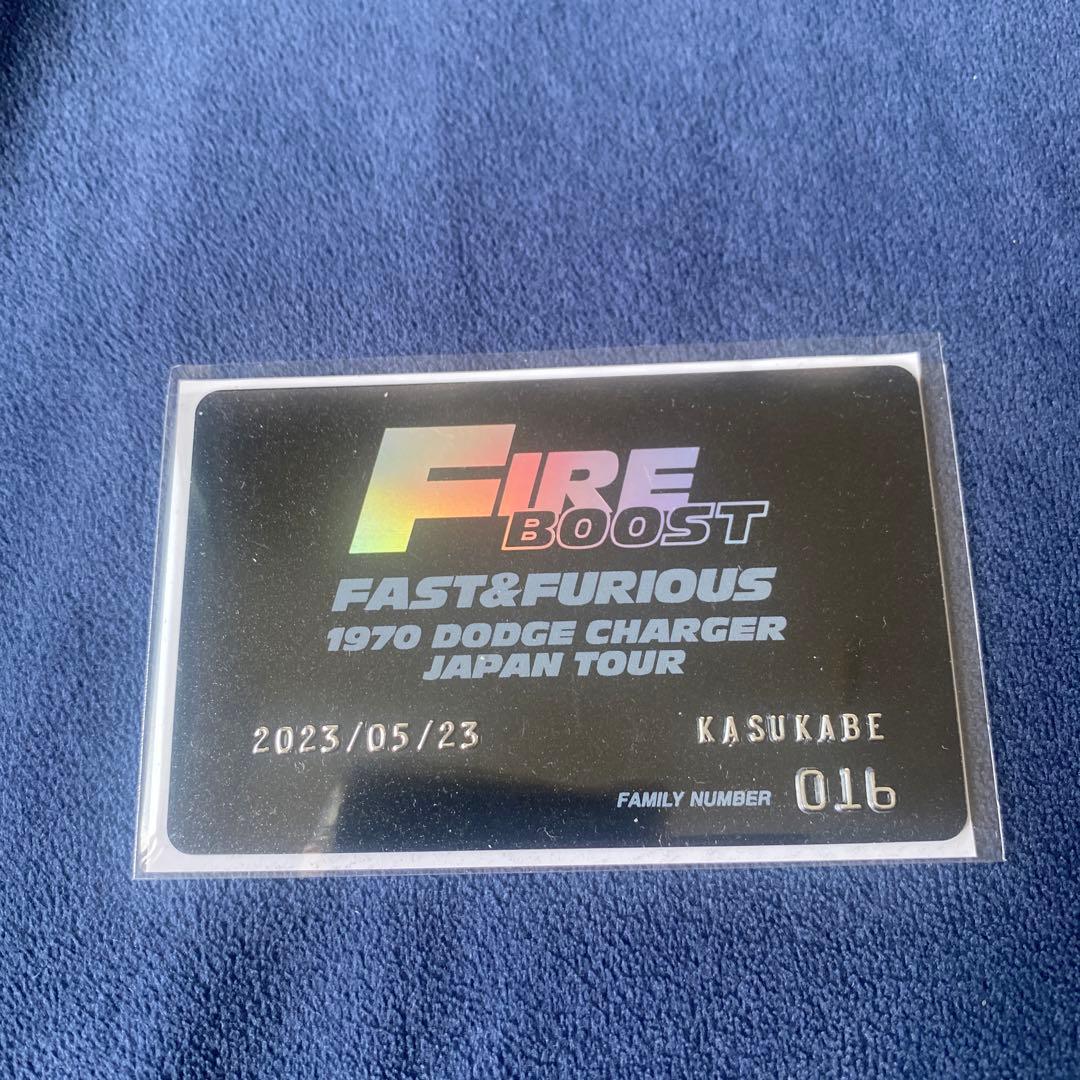 FIRE
BOOST
FAST&FURIOUS
1970 DODGE CHARGER
JAPAN TOUR
2023/05/23 KASUKABE
FAMILY NUMBER 016